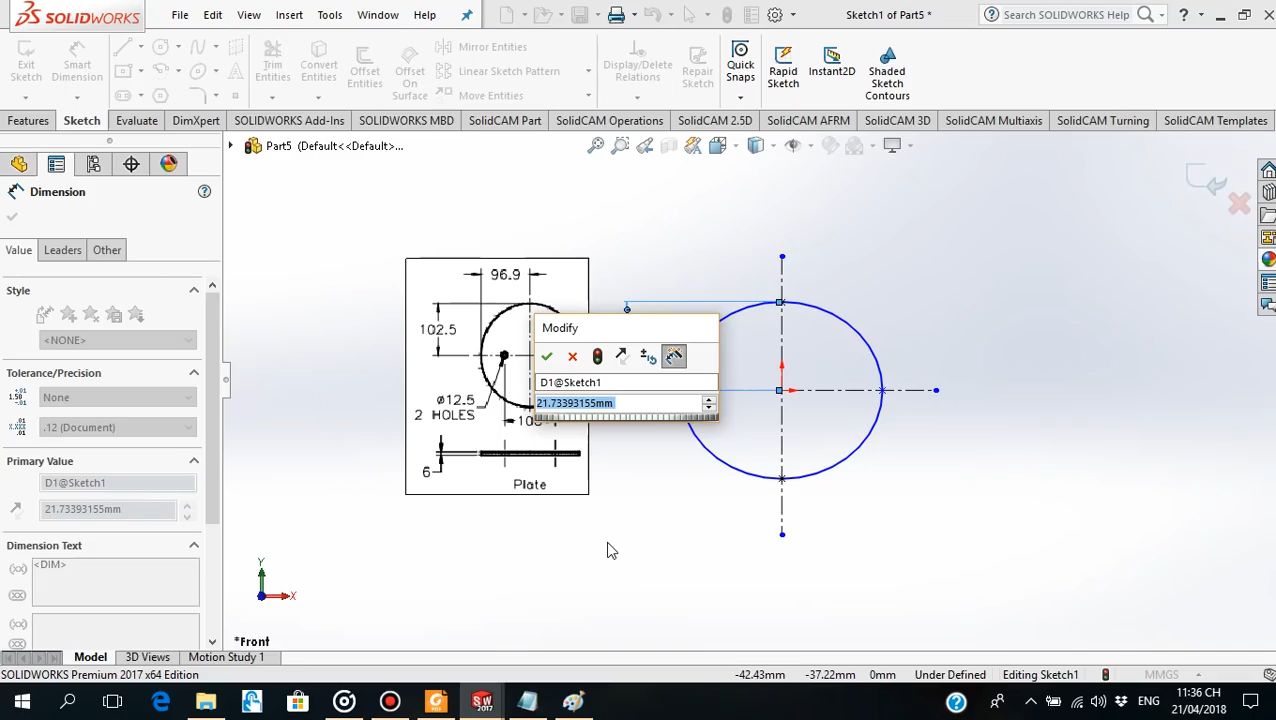 SOLIDWORKS
File Edit View Insert Tools Window Help
Sketch1 of Part5 *
Search SOLIDWORKS Help
Exit Sketch
Smart Dimension
Trim Entities
Convert Entities
Offset Entities
Offset On Surface
Mirror Entities
Linear Sketch Pattern
Move Entities
Display/Delete Relations
Repair Sketch
Quick Snaps
Rapid Sketch
Instant2D
Shaded Sketch Contours
Features Sketch Evaluate DimXpert SOLIDWORKS Add-Ins SOLIDWORKS MBD SolidCAM Part SolidCAM Operations SolidCAM 2.5D SolidCAM AFRM SolidCAM 3D SolidCAM Multiaxis SolidCAM Turning SolidCAM Templates
Part5 (Default<<Default>...
Dimension
Value Leaders Other
Style
<NONE>
Tolerance/Precision
None
.12 (Document)
Primary Value
D1@Sketch1
21.73393155mm
Dimension Text
<DIM>
96.9
102.5
ø12.5
2 HOLES
6
Plate
Modify
D1@Sketch1
21.73393155mm
Y
X
*Front
Model 3D Views Motion Study 1
SOLIDWORKS Premium 2017 x64 Edition
-42.43mm -37.22mm 0mm Under Defined Editing Sketch1 MMGS
ENG
11:36 CH
21/04/2018